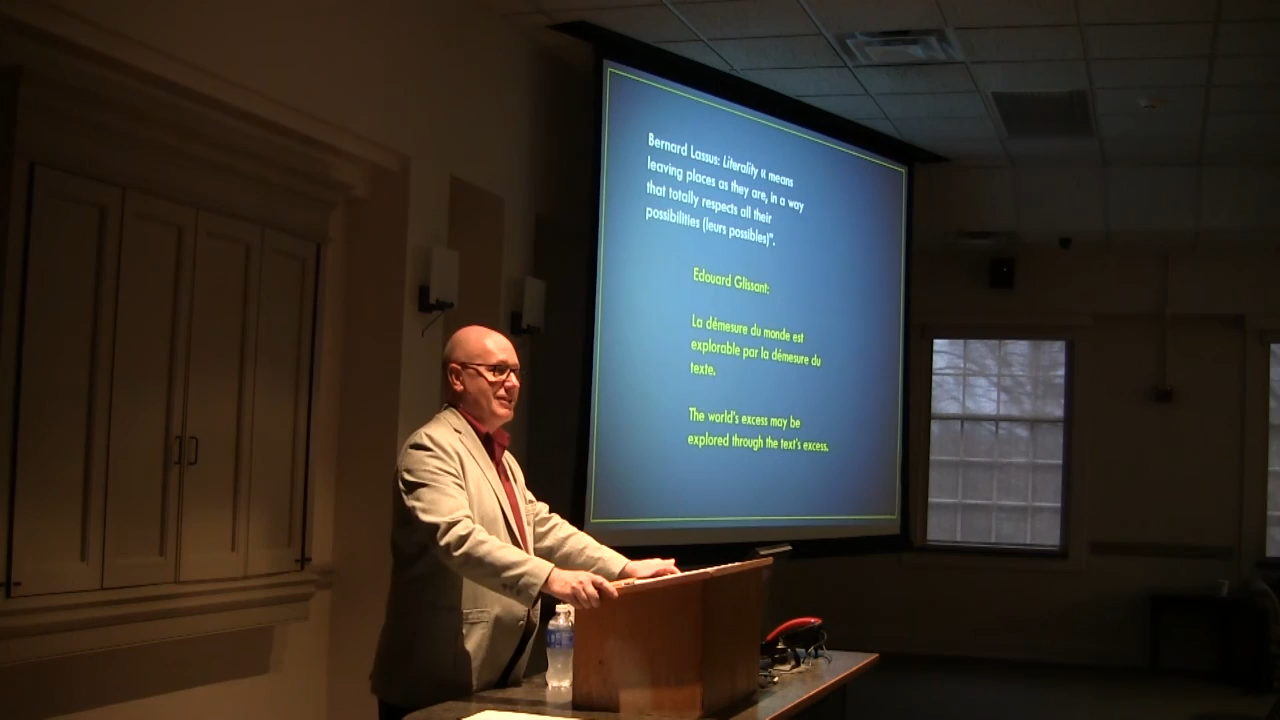 Bernard Lassus: Literality « means
leaving places as they are, in a way
that totally respects all their
possibilities (leurs possibles)".
Edouard Glissant:
La démesure du monde est
explorable par la démesure du
texte.
The world's excess may be
explored through the text's excess.